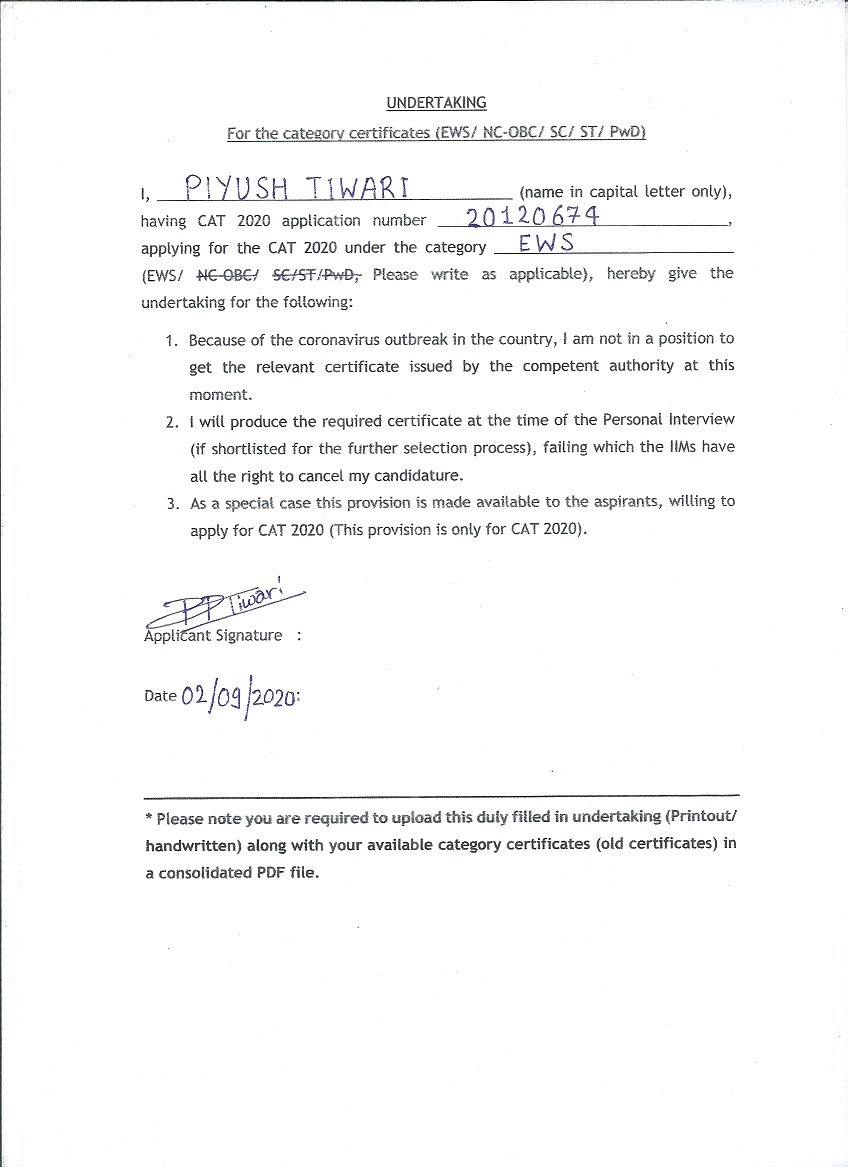 UNDERTAKING
For the category certificates (EWS/ NC-OBC/ SC/ ST/ PwD)
I, PIYUSH TIWARI (name in capital letter only),
having CAT 2020 application number 20120674,
applying for the CAT 2020 under the category EWS
(EWS/ NC-OBC/ SC/ST/PwD, Please write as applicable), hereby give the
undertaking for the following:
1. Because of the coronavirus outbreak in the country, I am not in a position to
get the relevant certificate issued by the competent authority at this
moment.
2. I will produce the required certificate at the time of the Personal Interview
(if shortlisted for the further selection process), failing which the IIMs have
all the right to cancel my candidature.
3. As a special case this provision is made available to the aspirants, willing to
apply for CAT 2020 (This provision is only for CAT 2020).
PPTiwari
Applicant Signature :
Date 02/09/2020:
* Please note you are required to upload this duly filled in undertaking (Printout/
handwritten) along with your available category certificates (old certificates) in
a consolidated PDF file.